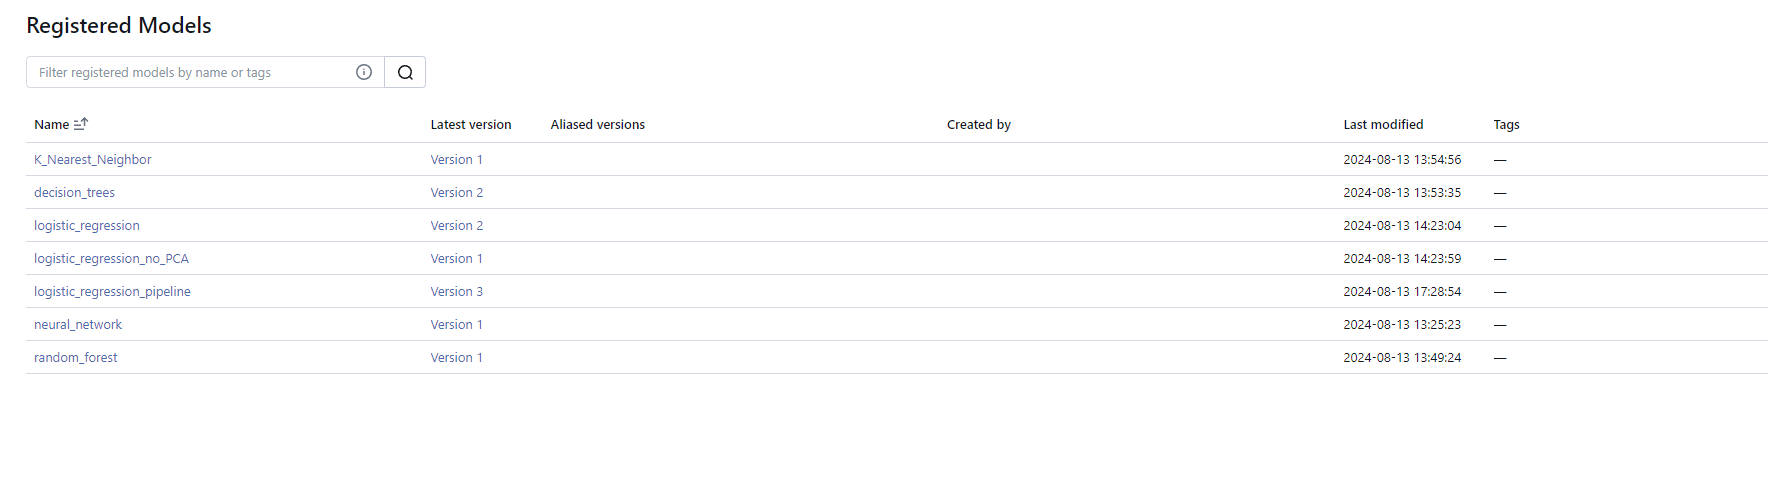 Registered Models
Filter registered models by name or tags
Name Latest version Aliased versions Created by Last modified Tags
K_Nearest_Neighbor Version 1 2024-08-13 13:54:56 —
decision_trees Version 2 2024-08-13 13:53:35 —
logistic_regression Version 2 2024-08-13 14:23:04 —
logistic_regression_no_PCA Version 1 2024-08-13 14:23:59 —
logistic_regression_pipeline Version 3 2024-08-13 17:28:54 —
neural_network Version 1 2024-08-13 13:25:23 —
random_forest Version 1 2024-08-13 13:49:24 —